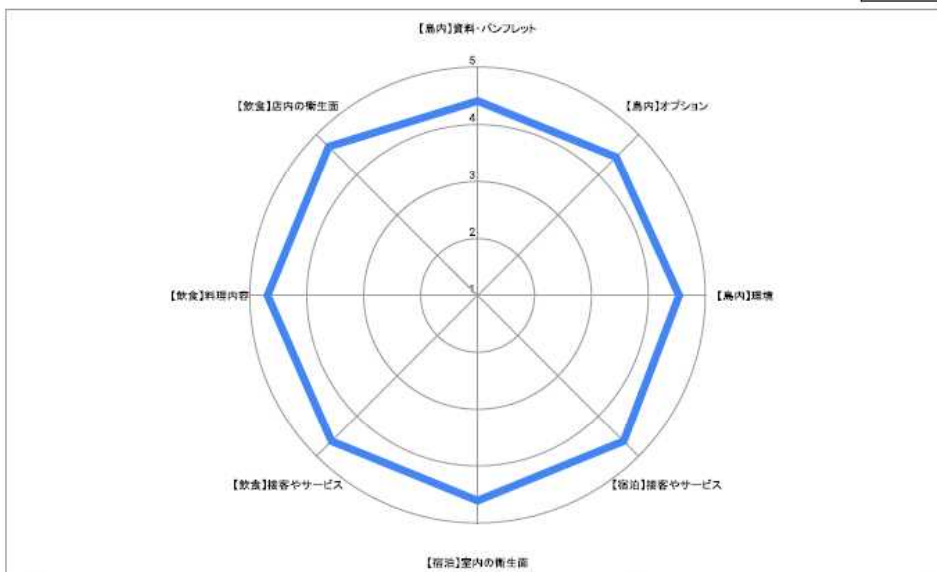 【島内】資料・パンフレット
5
【飲食】店内の衛生面
【島内】オプション
4
3
2
【飲食】料理内容
1
【島内】環境
【飲食】接客やサービス
【宿泊】接客やサービス
【宿泊】室内の衛生面